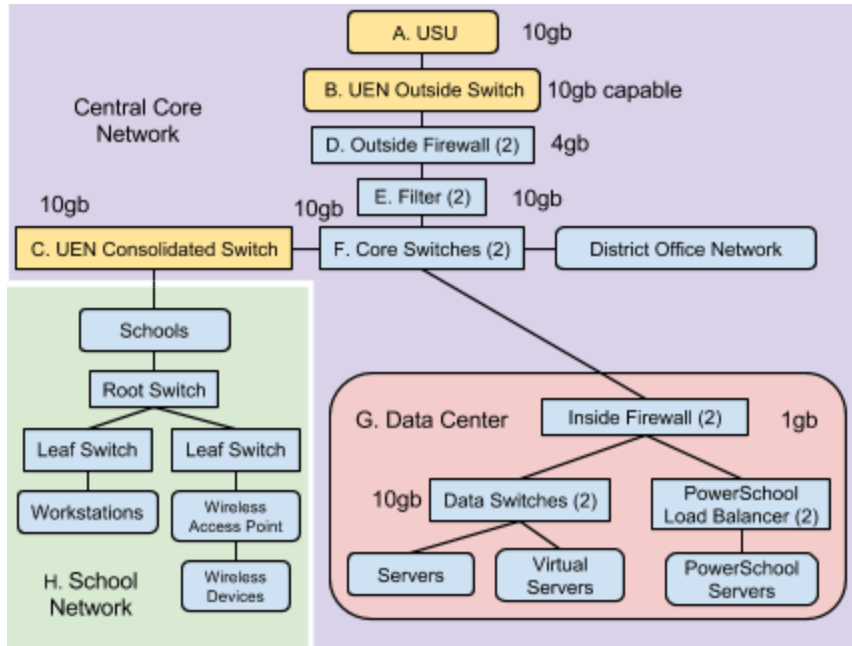 A. USU
10gb
B. UEN Outside Switch
10gb capable
Central Core
Network
D. Outside Firewall (2)
4gb
E. Filter (2)
10gb
10gb
10gb
C. UEN Consolidated Switch
F. Core Switches (2)
District Office Network
Schools
Root Switch
Leaf Switch
Leaf Switch
Workstations
Wireless
Access Point
H. School
Network
Wireless
Devices
G. Data Center
Inside Firewall (2)
1gb
10gb
Data Switches (2)
PowerSchool
Load Balancer (2)
Servers
Virtual
Servers
PowerSchool
Servers